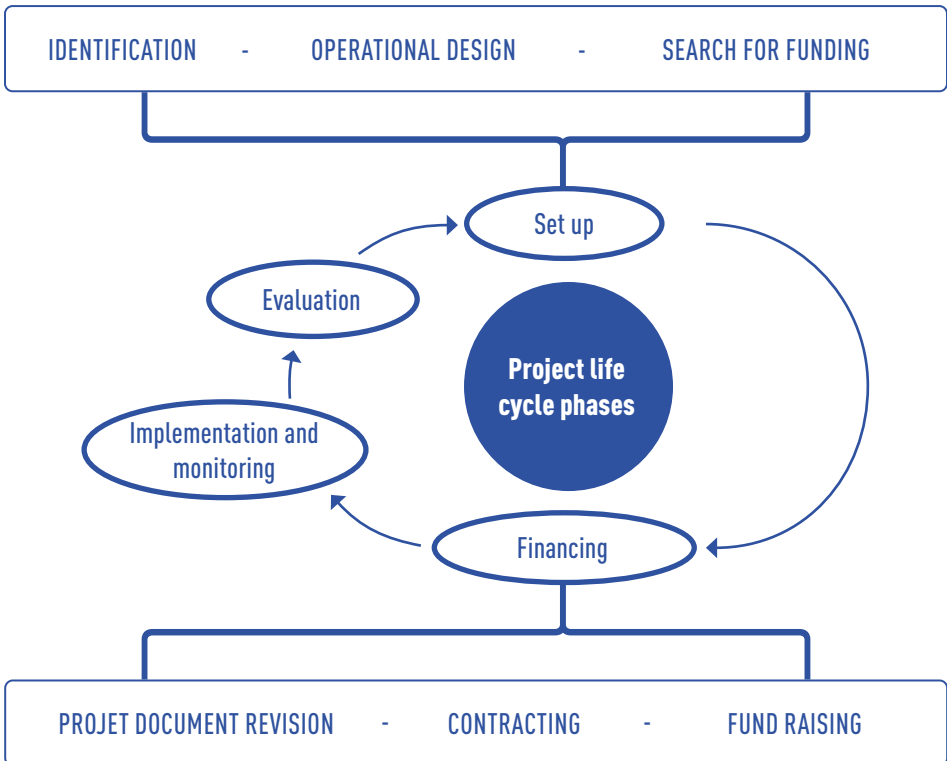 IDENTIFICATION - OPERATIONAL DESIGN - SEARCH FOR FUNDING
Set up
Evaluation
Project life
cycle phases
Implementation and
monitoring
Financing
PROJET DOCUMENT REVISION - CONTRACTING - FUND RAISING